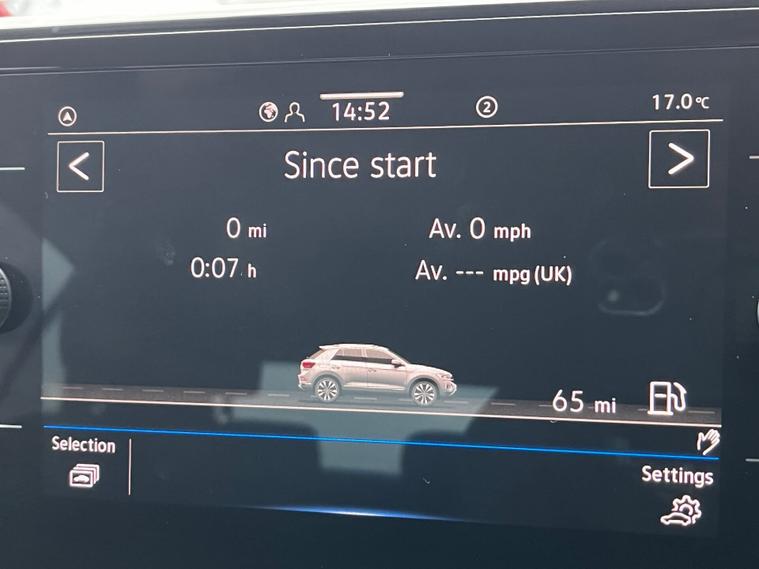 14:52
2
17.0°C
Since start
0 mi
Av. 0 mph
0:07 h
Av. --- mpg (UK)
65 mi
Selection
Settings